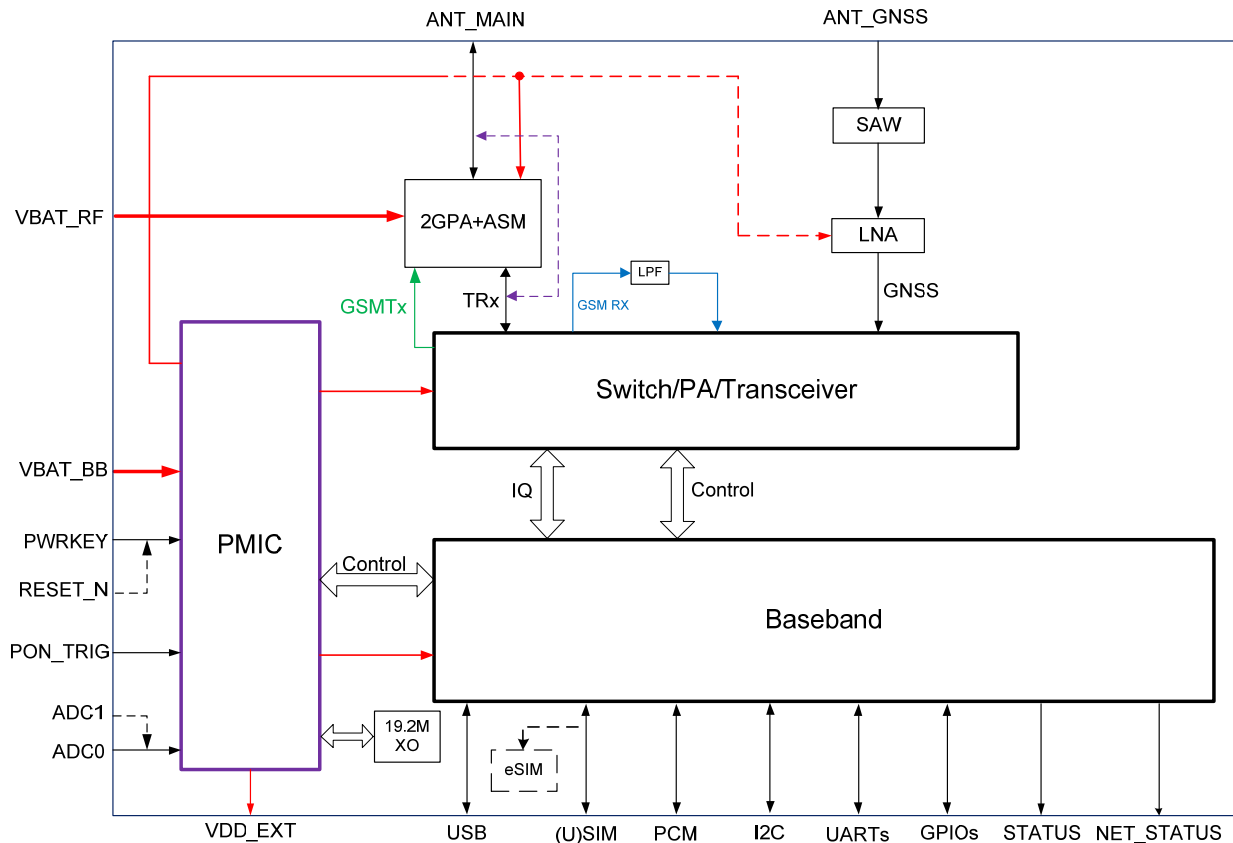 ANT_MAIN
ANT_GNSS
SAW
VBAT_RF
2GPA+ASM
LNA
LPF
GSMTx
TRx
GSM RX
GNSS
Switch/PA/Transceiver
VBAT_BB
IQ
Control
PWRKEY
PMIC
RESET_N
Control
Baseband
PON_TRIG
ADC1
ADC0
19.2M
XO
eSIM
VDD_EXT
USB
(U)SIM
PCM
I2C
UARTs
GPIOs
STATUS
NET_STATUS